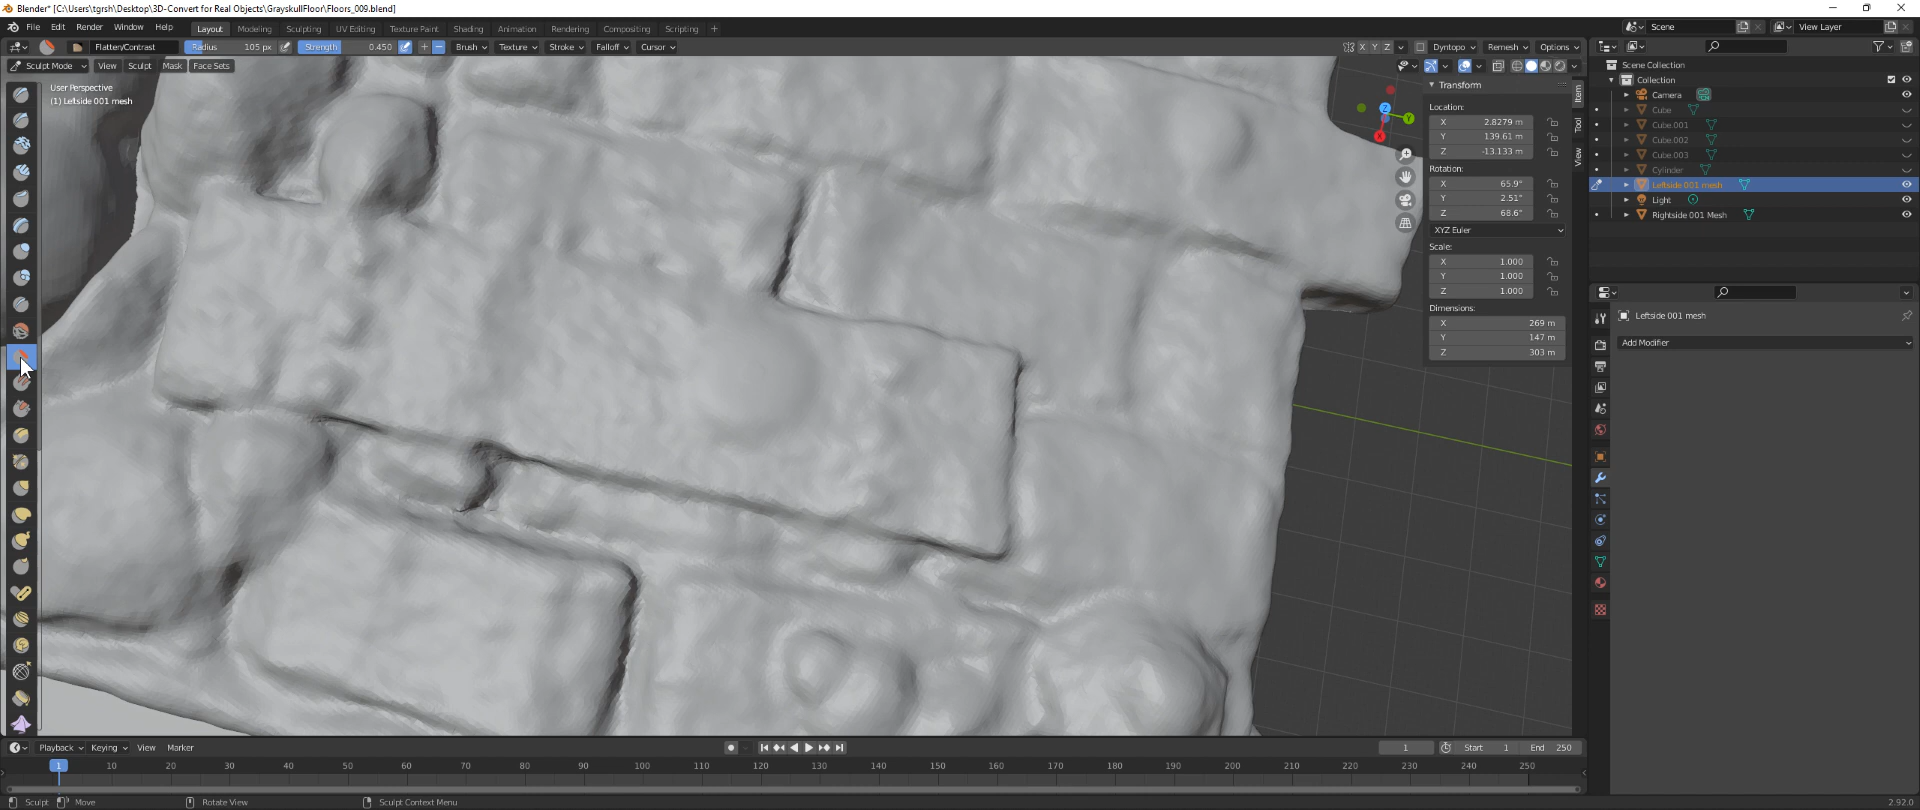 Blender* [C:\Users\tgrsh\Desktop\3D-Convert for Real Objects\GrayskullFloor\Floors_009.blend]
File Edit Render Window Help Layout Modeling Sculpting UV Editing Texture Paint Shading Animation Rendering Compositing Scripting + Scene View Layer
Flatten/Contrast Radius 105 px Strength 0.450 Brush Texture Stroke Falloff Cursor X Y Z Dyntopo Remesh Options
Sculpt Mode View Sculpt Mask Face Sets
User Perspective
(1) Leftside 001 mesh
Z
Y
X
Item
Tool
View
Transform
Location:
X 2.8279 m
Y 139.61 m
Z -13.133 m
Rotation:
X 65.9°
Y 2.51°
Z 68.6°
XYZ Euler
Scale:
X 1.000
Y 1.000
Z 1.000
Dimensions:
X 269 m
Y 147 m
Z 303 m
Scene Collection
Collection
Camera
Cube
Cube.001
Cube.002
Cube.003
Cylinder
Leftside 001 mesh
Light
Rightside 001 Mesh
Leftside 001 mesh
Add Modifier
Playback Keying View Marker 1 Start 1 End 250
1 10 20 30 40 50 60 70 80 90 100 110 120 130 140 150 160 170 180 190 200 210 220 230 240 250
Sculpt Move Rotate View Sculpt Context Menu 2.92.0